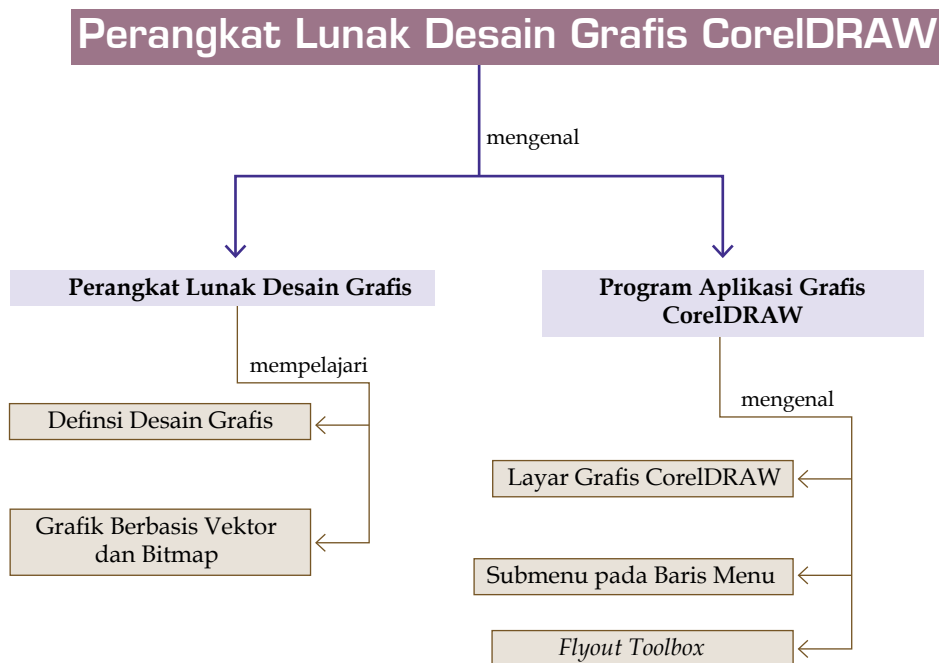 Perangkat Lunak Desain Grafis CorelDRAW
mengenal
Perangkat Lunak Desain Grafis
mempelajari
Definsi Desain Grafis
Grafik Berbasis Vektor
dan Bitmap
Program Aplikasi Grafis
CorelDRAW
mengenal
Layar Grafis CorelDRAW
Submenu pada Baris Menu
Flyout Toolbox